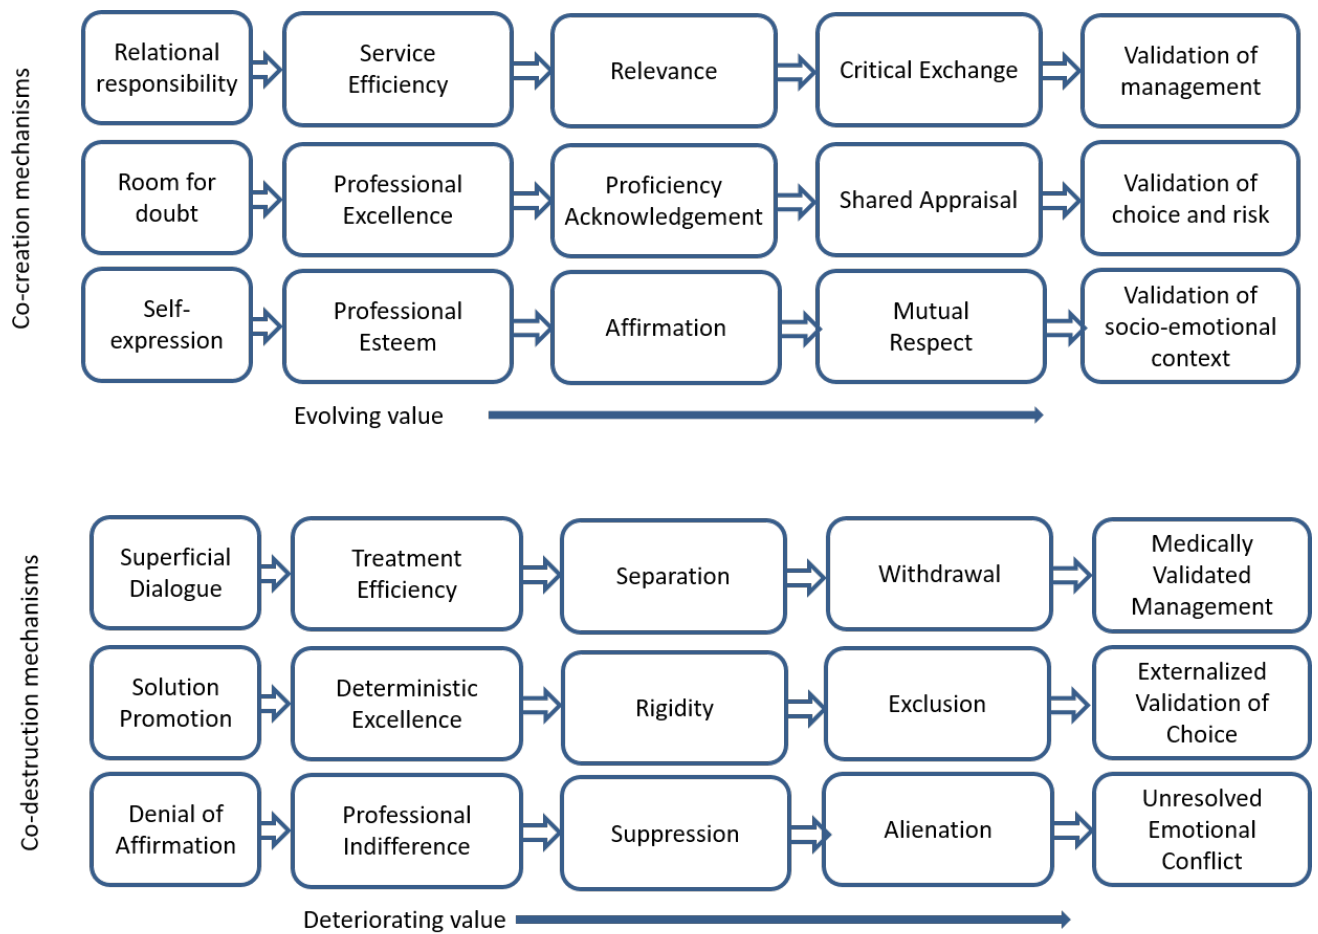 Co-creation mechanisms
Relational
responsibility
Service
Efficiency
Relevance
Critical Exchange
Validation of
management
Room for
doubt
Professional
Excellence
Proficiency
Acknowledgement
Shared Appraisal
Validation of
choice and risk
Self-
expression
Professional
Esteem
Affirmation
Mutual
Respect
Validation of
socio-emotional
context
Evolving value
Co-destruction mechanisms
Superficial
Dialogue
Treatment
Efficiency
Separation
Withdrawal
Medically
Validated
Management
Solution
Promotion
Deterministic
Excellence
Rigidity
Exclusion
Externalized
Validation of
Choice
Denial of
Affirmation
Professional
Indifference
Suppression
Alienation
Unresolved
Emotional
Conflict
Deteriorating value